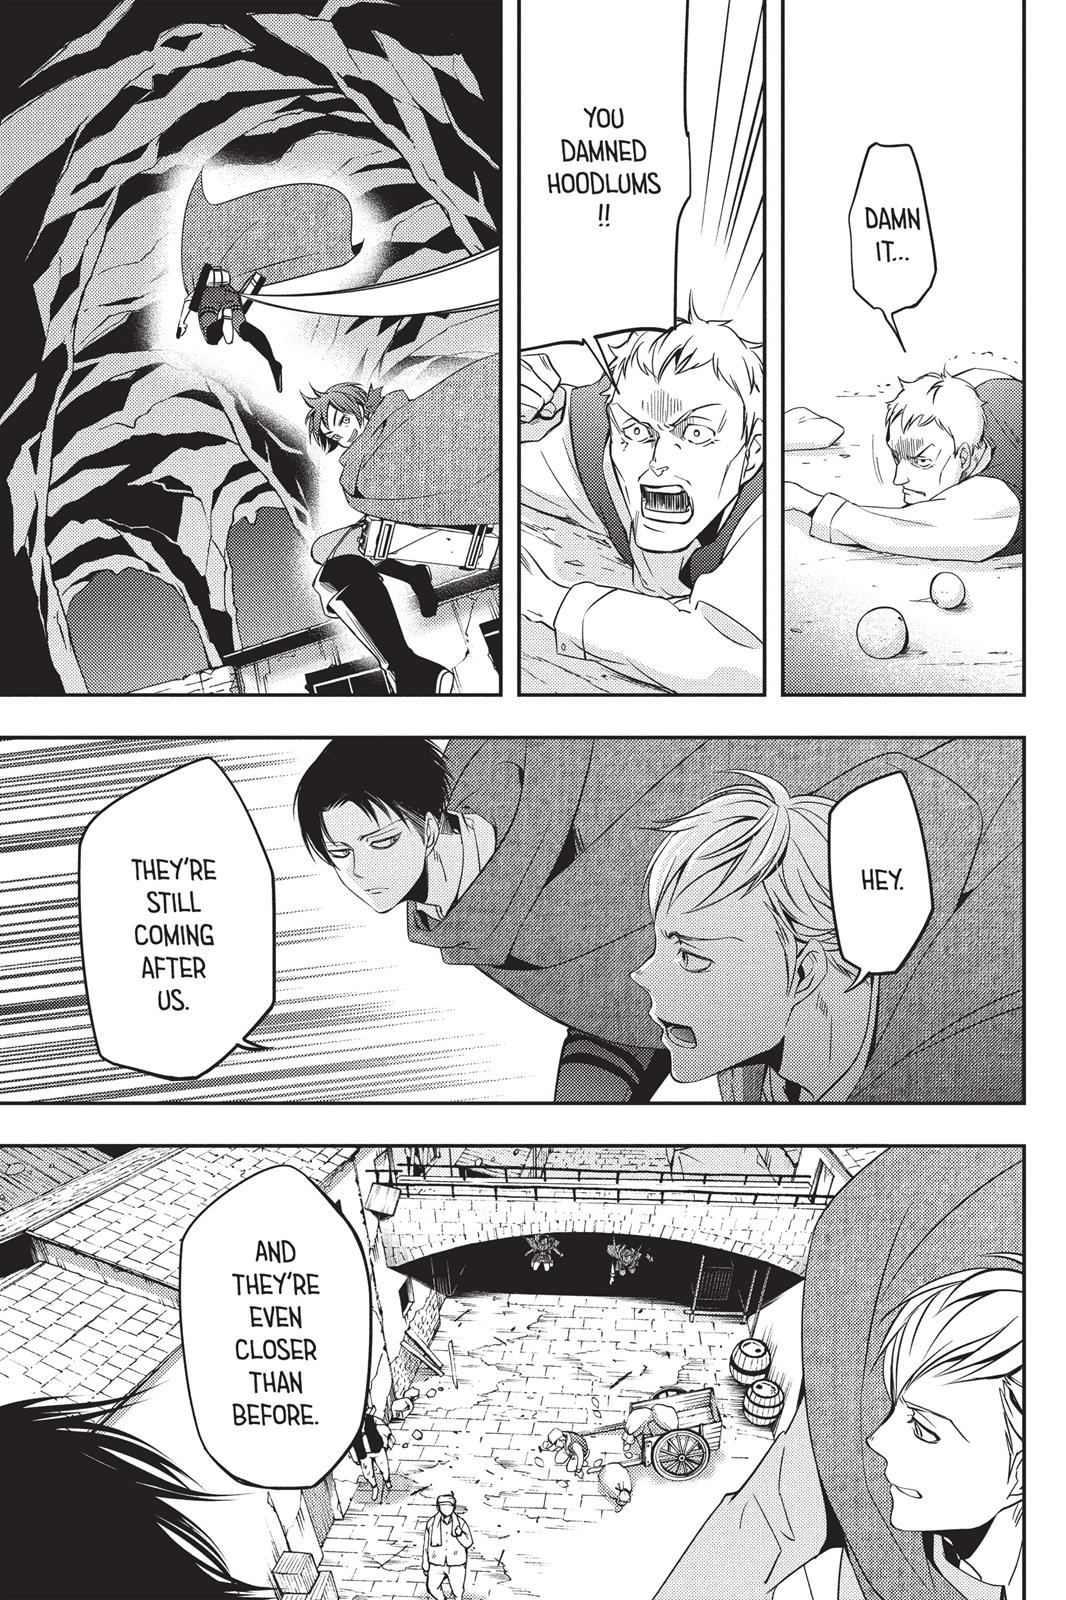 DAMN
IT...
YOU
DAMNED
HOODLUMS
!!
HEY.
THEY'RE
STILL
COMING
AFTER
US.
AND
THEY'RE
EVEN
CLOSER
THAN
BEFORE.